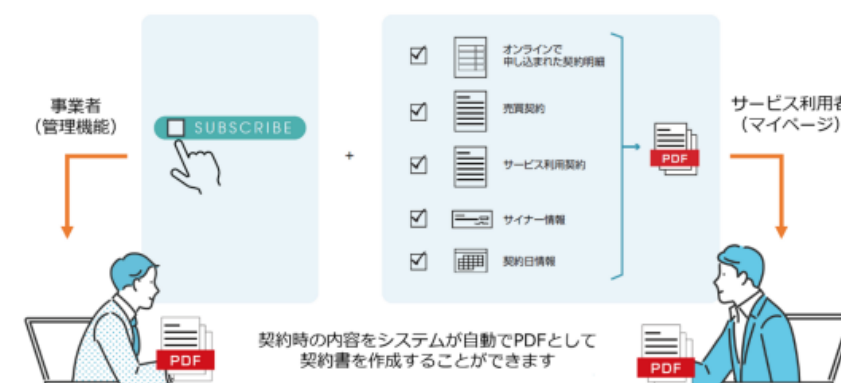 事業者
(管理機能)
SUBSCRIBE
+
オンラインで
申し込まれた契約明細
売買契約
サービス利用契約
サイナー情報
契約日情報
PDF
サービス利用者
(マイページ)
PDF
契約時の内容をシステムが自動でPDFとして
契約書を作成することができます
PDF